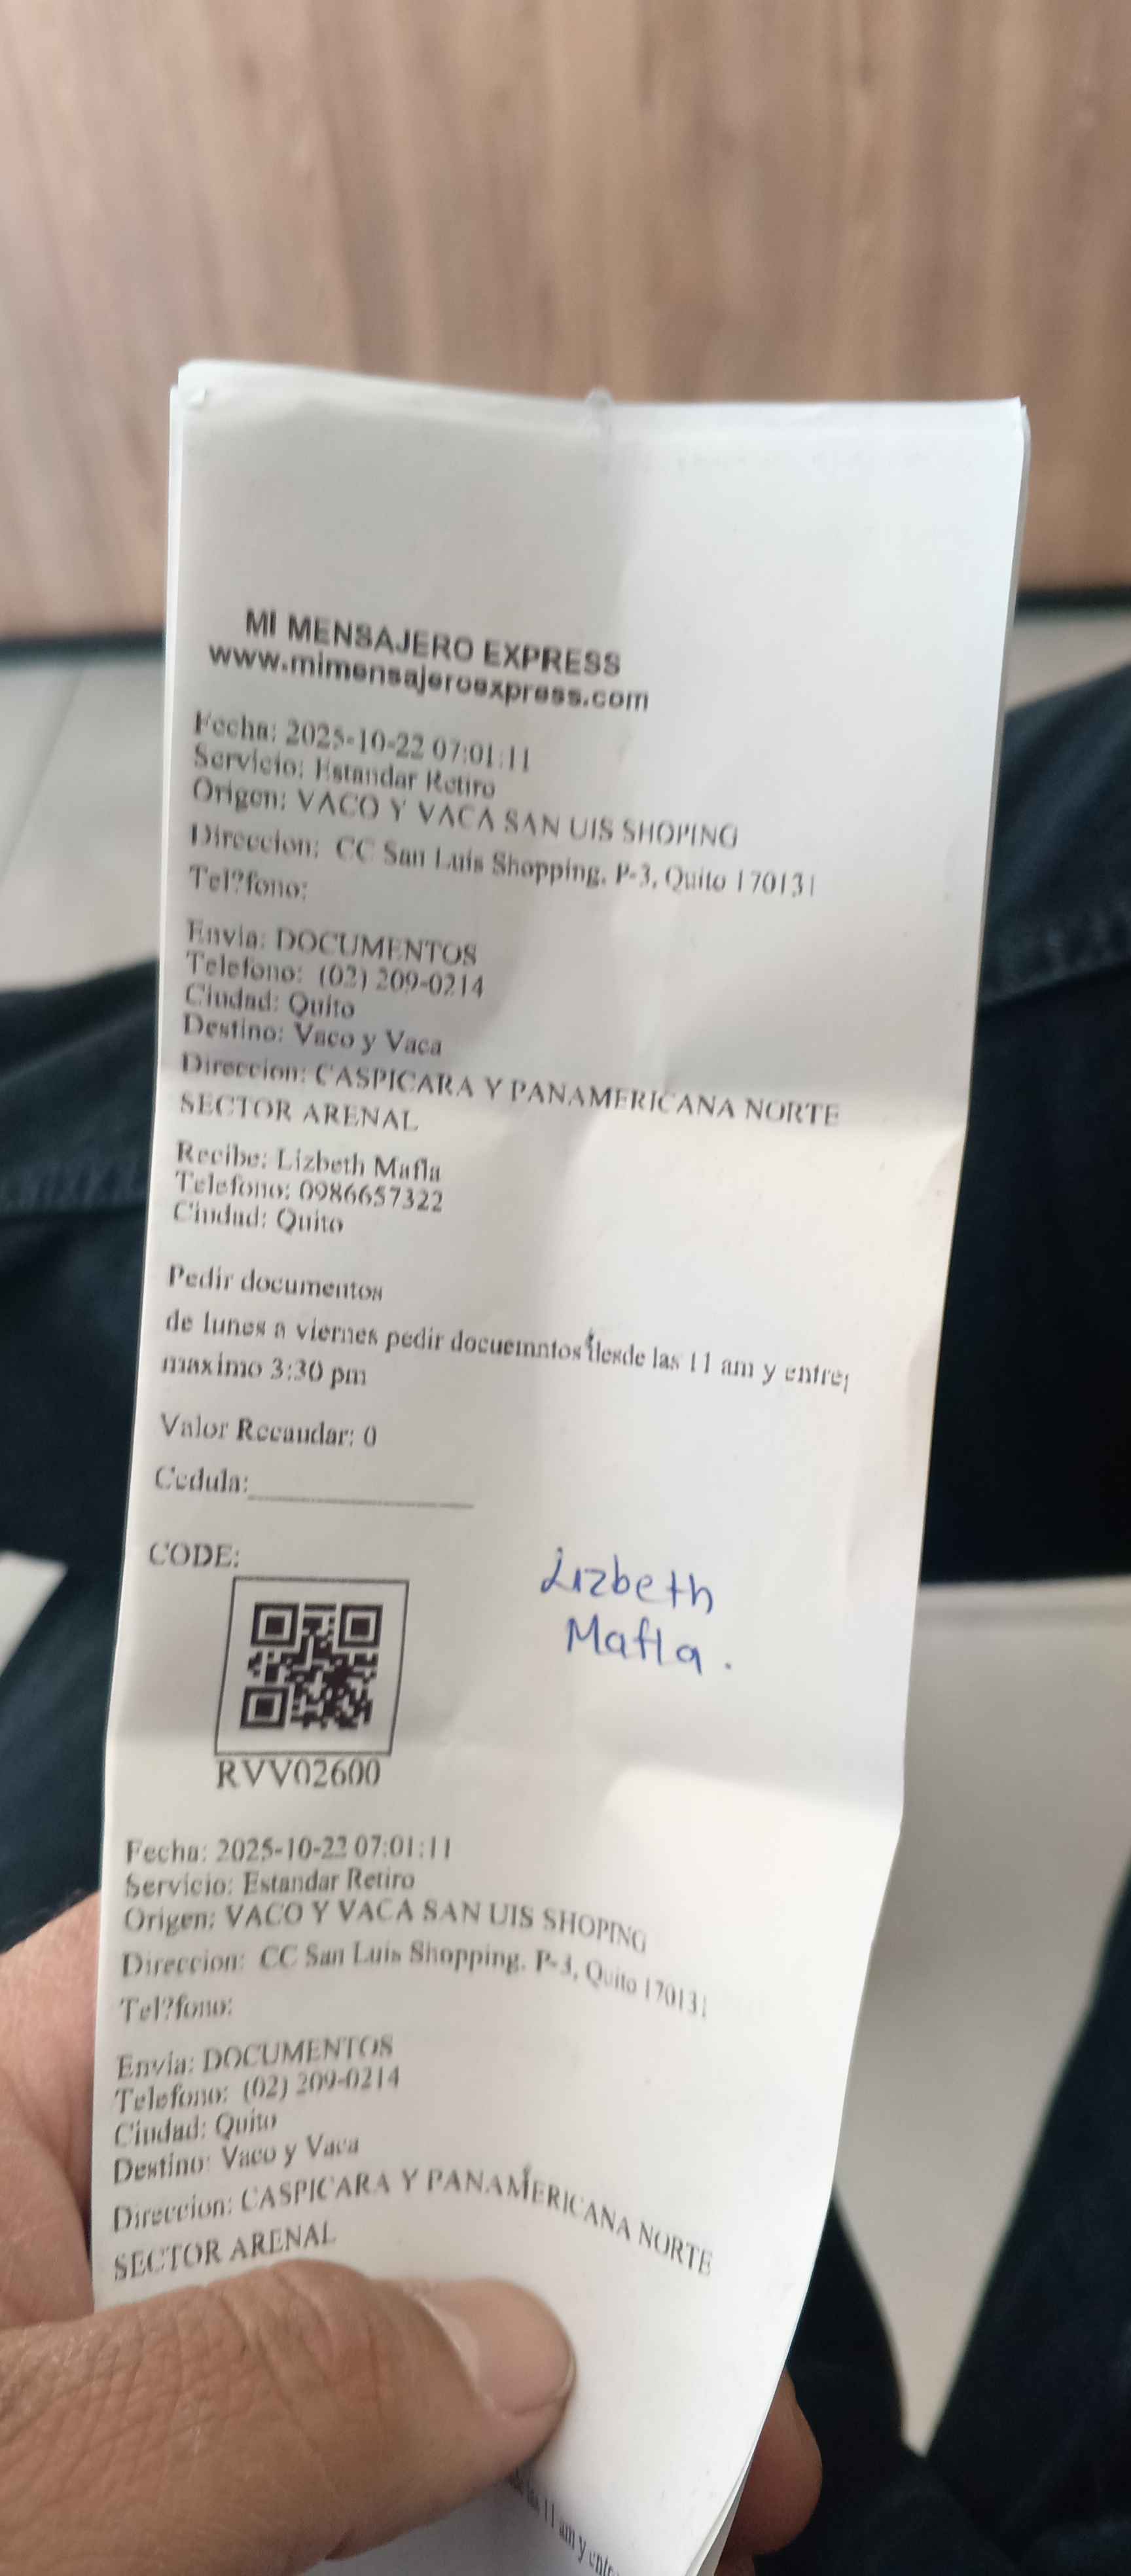 MI MENSAJERO EXPRESS
www.mimensajeroexpress.com
Fecha: 2025-10-22 07:01:11
Servicio: Estandar Retiro
Origen: VACO Y VACA SAN UIS SHOPING
Direccion: CC San Luis Shopping, P-3, Quito 170131
Tel?fono:
Envia: DOCUMENTOS
Telefono: (02) 209-0214
Ciudad: Quito
Destino: Vaco y Vaca
Direccion: CASPICARA Y PANAMERICANA NORTE
SECTOR ARENAL
Recibe: Lizbeth Mafla
Telefono: 0986657322
Ciudad: Quito
Pedir documentos
de lunes a viernes pedir docuemntos desde las 11 am y entre
maximo 3:30 pm
Valor Recaudar: 0
Cedula:
CODE:
Lizbeth
Mafla.
RVV02600
Fecha: 2025-10-22 07:01:11
Servicio: Estandar Retiro
Origen: VACO Y VACA SAN UIS SHOPING
Direccion: CC San Luis Shopping, P-3, Quito 170131
Tel?fono:
Envia: DOCUMENTOS
Telefono: (02) 209-0214
Ciudad: Quito
Destino: Vaco y Vaca
Direccion: CASPICARA Y PANAMERICANA NORTE
SECTOR ARENAL
11 am y entre